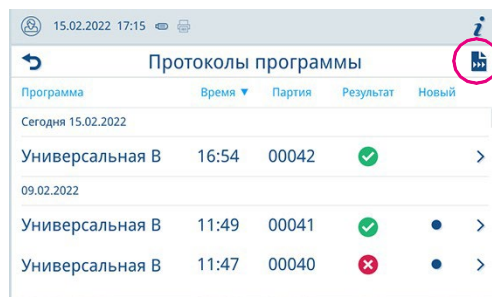 15.02.2022 17:15 i
Протоколы программы
Программа Время ▼ Партия Результат Новый
Сегодня 15.02.2022
Универсальная В 16:54 00042
09.02.2022
Универсальная В 11:49 00041
Универсальная В 11:47 00040